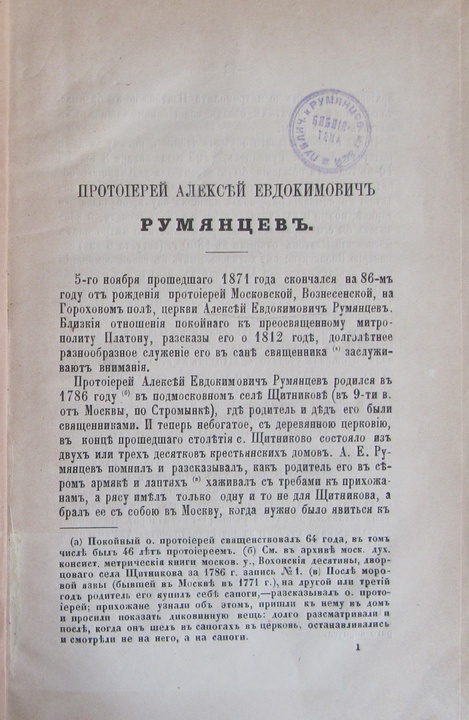 ПУБЛИЧ. И РУМЯНЦОВ. МУЗЕЙ
БИБЛІО-
ТЕКА
ПРОТОІЕРЕЙ АЛЕКСѢЙ ЕВДОКИМОВИЧЪ
РУМЯНЦЕВЪ.
5-го ноября прошедшаго 1871 года скончался на 86-мъ
году отъ рожденія протоіерей Московской, Вознесенской, на
Гороховомъ полѣ, церкви Алексѣй Евдокимовичъ Румянцевъ.
Близкія отношенія покойнаго къ преосвященному митро-
политу Платону, разсказы его о 1812 годѣ, долголѣтнее
разнообразное служеніе его въ санѣ священника (а) заслужи-
ваютъ вниманія.
Протоіерей Алексѣй Евдокимовичъ Румянцевъ родился въ
1786 году (б) въ подмосковномъ селѣ Щитниковѣ (въ 9-ти в.
отъ Москвы, по Стромынкѣ), гдѣ родитель и дѣдъ его были
священниками. И теперь небогатое, съ деревянною церковію,
въ концѣ прошедшаго столѣтія с. Щитниково состояло изъ
двухъ или трехъ десятковъ крестьянскихъ домовъ. А. Е. Ру-
мянцевъ помнилъ и разсказывалъ, какъ родитель его въ сѣ-
ромъ армякѣ и лаптяхъ (в) хаживалъ съ требами къ прихожа-
намъ, а рясу имѣлъ только одну и то не для Щитникова, а
бралъ ее съ собою въ Москву, когда нужно было явиться къ
(а) Покойный о. протоіерей священствовалъ 64 года, въ томъ
числѣ былъ 46 лѣтъ протоіереемъ. (б) См. въ архивѣ моск. дух.
консист. метрическія книги москов. у., Вохонскія десятины, двор-
цоваго села Щитникова за 1786 г. запись № 1. (в) Послѣ моро-
вой язвы (бывшей въ Москвѣ въ 1771 г.), на другой или третій
годъ родитель его купилъ себѣ сапоги,—разсказывалъ о. прото-
іерей; прихожане узнали объ этомъ, пришли къ нему въ домъ
и просили показать диковинную вещь: долго разсматривали и
послѣ, когда онъ шелъ въ сапогахъ въ церковь, останавливались
и смотрѣли не на него, а на сапоги.
1